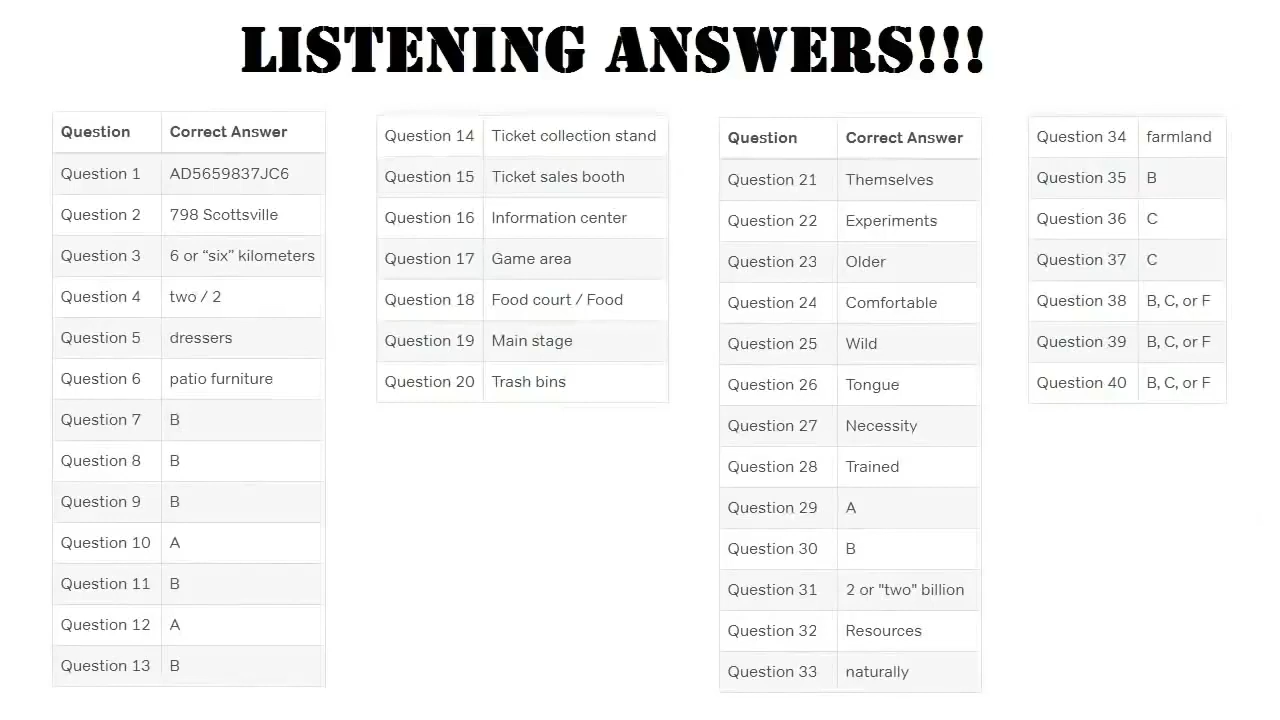 LISTENING ANSWERS!!!
Question Correct Answer
Question 1 AD5659837JC6
Question 2 798 Scottsville
Question 3 6 or “six” kilometers
Question 4 two / 2
Question 5 dressers
Question 6 patio furniture
Question 7 B
Question 8 B
Question 9 B
Question 10 A
Question 11 B
Question 12 A
Question 13 B
Question 14 Ticket collection stand
Question 15 Ticket sales booth
Question 16 Information center
Question 17 Game area
Question 18 Food court / Food
Question 19 Main stage
Question 20 Trash bins
Question Correct Answer
Question 21 Themselves
Question 22 Experiments
Question 23 Older
Question 24 Comfortable
Question 25 Wild
Question 26 Tongue
Question 27 Necessity
Question 28 Trained
Question 29 A
Question 30 B
Question 31 2 or "two" billion
Question 32 Resources
Question 33 naturally
Question 34 farmland
Question 35 B
Question 36 C
Question 37 C
Question 38 B, C, or F
Question 39 B, C, or F
Question 40 B, C, or F